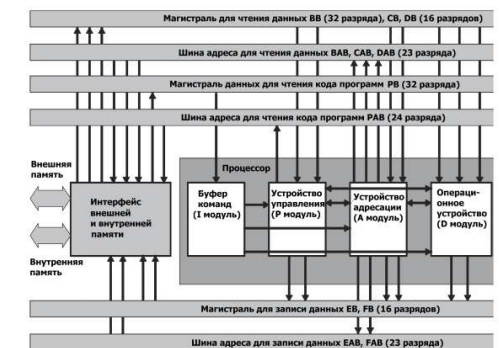 Магистраль для чтения данных BB (32 разряда), CB, DB (16 разрядов)
Шина адреса для чтения данных BAB, CAB, DAB (23 разряда)
Магистраль данных для чтения кода программ PB (32 разряда)
Шина адреса для чтения кода программ PAB (24 разряда)
Внешняя
память
Процессор
Интерфейс
внешней
и внутренней
памяти
Буфер
команд
(I модуль)
Устройство
управления
(P модуль)
Устройство
адресации
(A модуль)
Операци-
онное
устройство
(D модуль)
Внутренняя
память
Магистраль для записи данных EB, FB (16 разрядов)
Шина адреса для записи данных EAB, FAB (23 разряда)